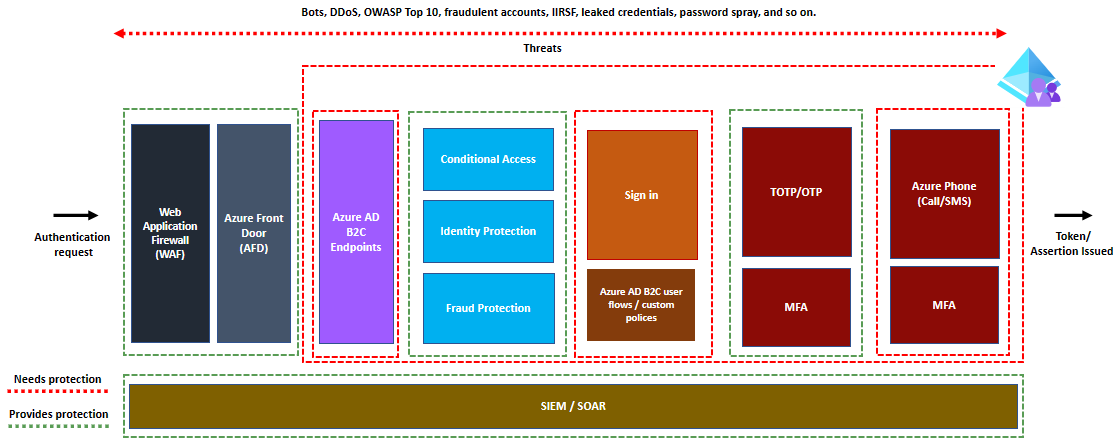 Bots, DDoS, OWASP Top 10, fraudulent accounts, IIRSF, leaked credentials, password spray, and so on.
Threats
Authentication
request
Web
Application
Firewall
(WAF)
Azure Front
Door
(AFD)
Azure AD
B2C
Endpoints
Conditional Access
Identity Protection
Fraud Protection
Sign in
Azure AD B2C user
flows / custom
polices
TOTP/OTP
MFA
Azure Phone
(Call/SMS)
MFA
Token/
Assertion Issued
Needs protection
Provides protection
SIEM / SOAR